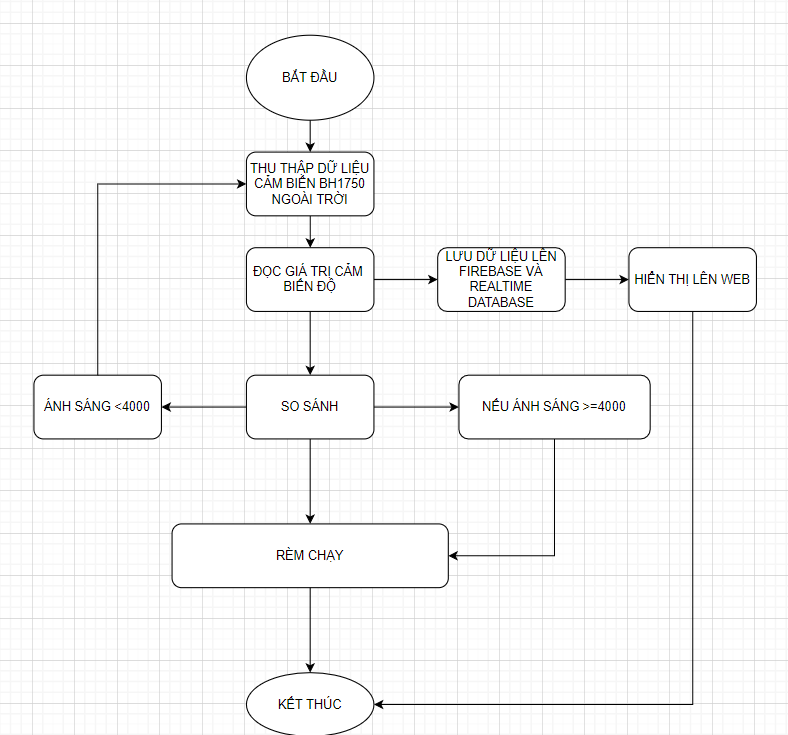 BẮT ĐẦU
THU THẬP DỮ LIỆU
CẢM BIẾN BH1750
NGOÀI TRỜI
ĐỌC GIÁ TRỊ CẢM
BIẾN ĐỘ
LƯU DỮ LIỆU LÊN
FIREBASE VÀ
REALTIME
DATABASE
HIỂN THỊ LÊN WEB
ÁNH SÁNG <4000
SO SÁNH
NẾU ÁNH SÁNG >=4000
RÈM CHẠY
KẾT THÚC